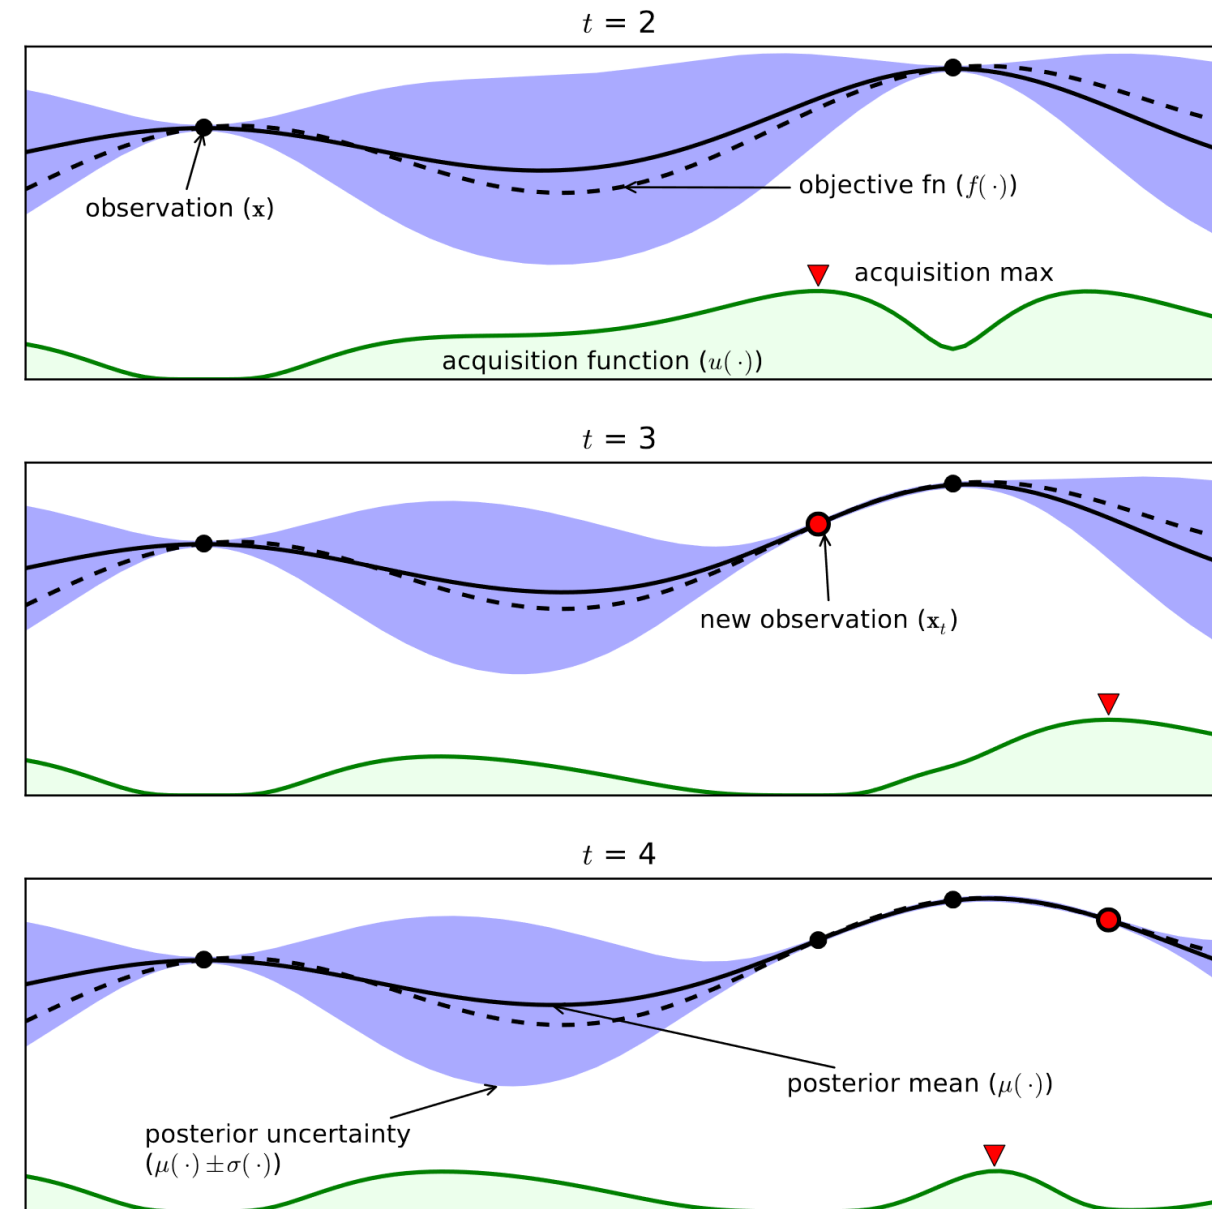 t = 2
observation (x)
objective fn (f(·))
acquisition max
acquisition function (u(·))
t = 3
new observation (xₜ)
t = 4
posterior mean (μ(·))
posterior uncertainty
(μ(·)±σ(·))